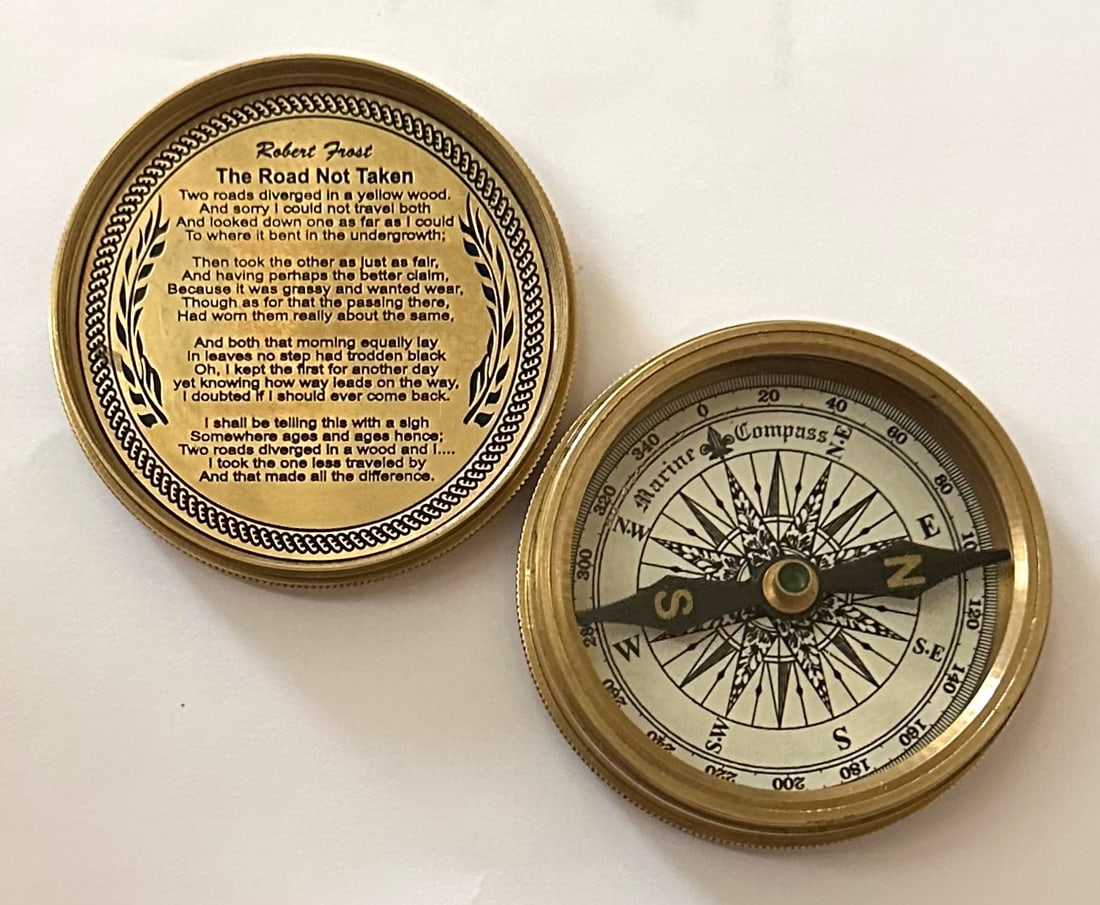 Robert Frost
The Road Not Taken
Two roads diverged in a yellow wood.
And sorry I could not travel both
And looked down one as far as I could
To where it bent in the undergrowth;
Then took the other as just as fair,
And having perhaps the better claim,
Because it was grassy and wanted wear,
Though as for that the passing there,
Had worn them really about the same,
And both that morning equally lay
In leaves no step had trodden black
Oh, I kept the first for another day
yet knowing how way leads on the way,
I doubted if I should ever come back.
I shall be telling this with a sigh
Somewhere ages and ages hence;
Two roads diverged in a wood and I....
I took the one less traveled by
And that made all the difference.
Marine Compass
0 20 40 60 80 120 140 160 180 200 220 240 260 300 320 340
N.E
E
S.E
S
S.W
W
N.W
N
S